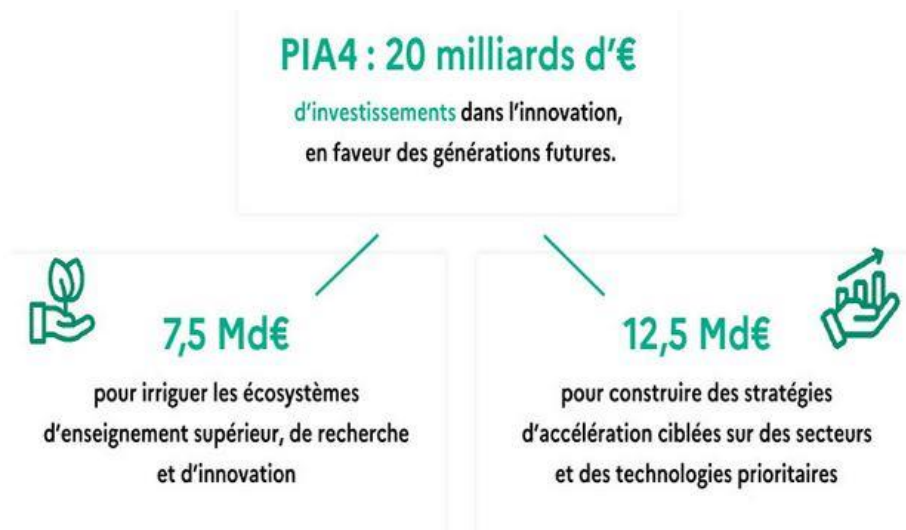 PIA4 : 20 milliards d'€
d'investissements dans l'innovation,
en faveur des générations futures.
7,5 Md€
pour irriguer les écosystèmes
d'enseignement supérieur, de recherche
et d'innovation
12,5 Md€
pour construire des stratégies
d'accélération ciblées sur des secteurs
et des technologies prioritaires